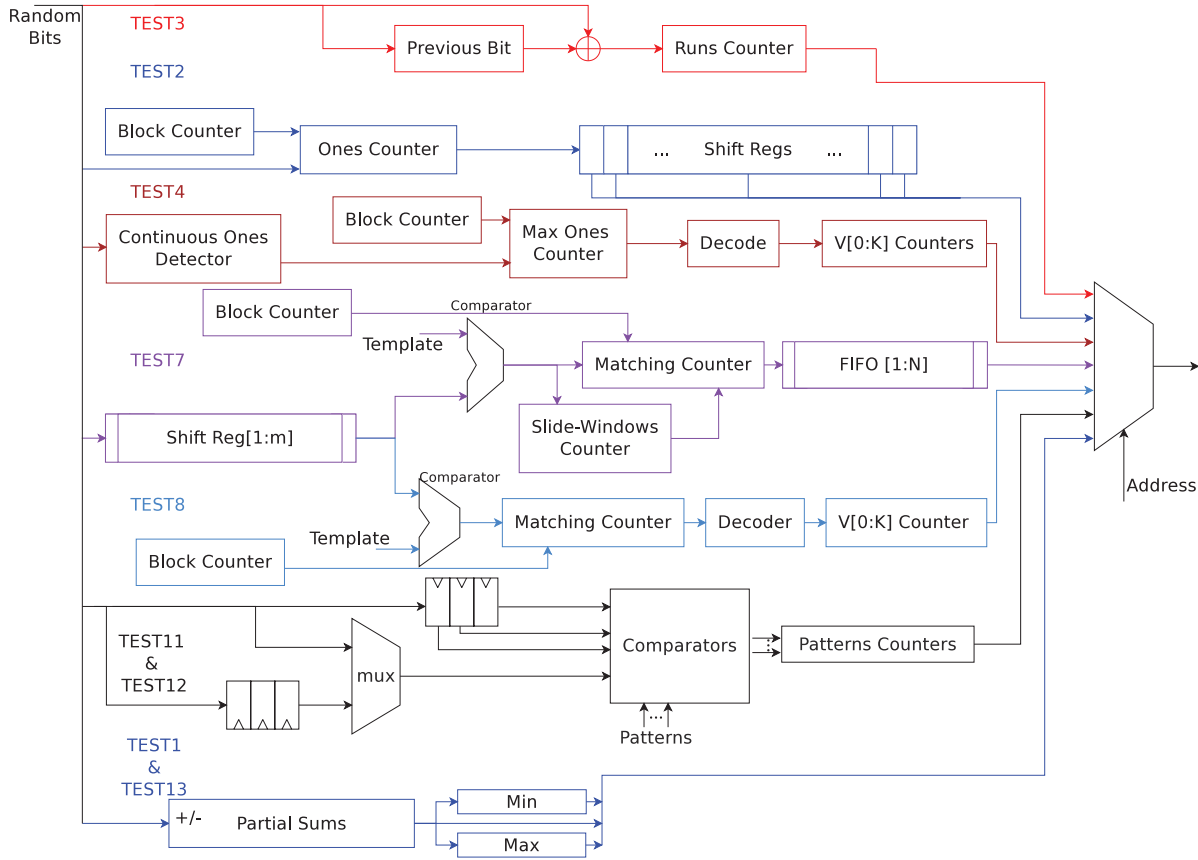 Random
Bits
TEST3
Previous Bit
Runs Counter
TEST2
Block Counter
Ones Counter
... Shift Regs ...
TEST4
Block Counter
Continuous Ones
Detector
Max Ones
Counter
Decode
V[0:K] Counters
Block Counter
Comparator
Template
TEST7
Matching Counter
FIFO [1:N]
Shift Reg[1:m]
Slide-Windows
Counter
Comparator
Address
TEST8
Template
Block Counter
Matching Counter
Decoder
V[0:K] Counter
TEST11
&
TEST12
mux
Comparators
...
Patterns Counters
...
Patterns
TEST1
&
TEST13
+/- Partial Sums
Min
Max